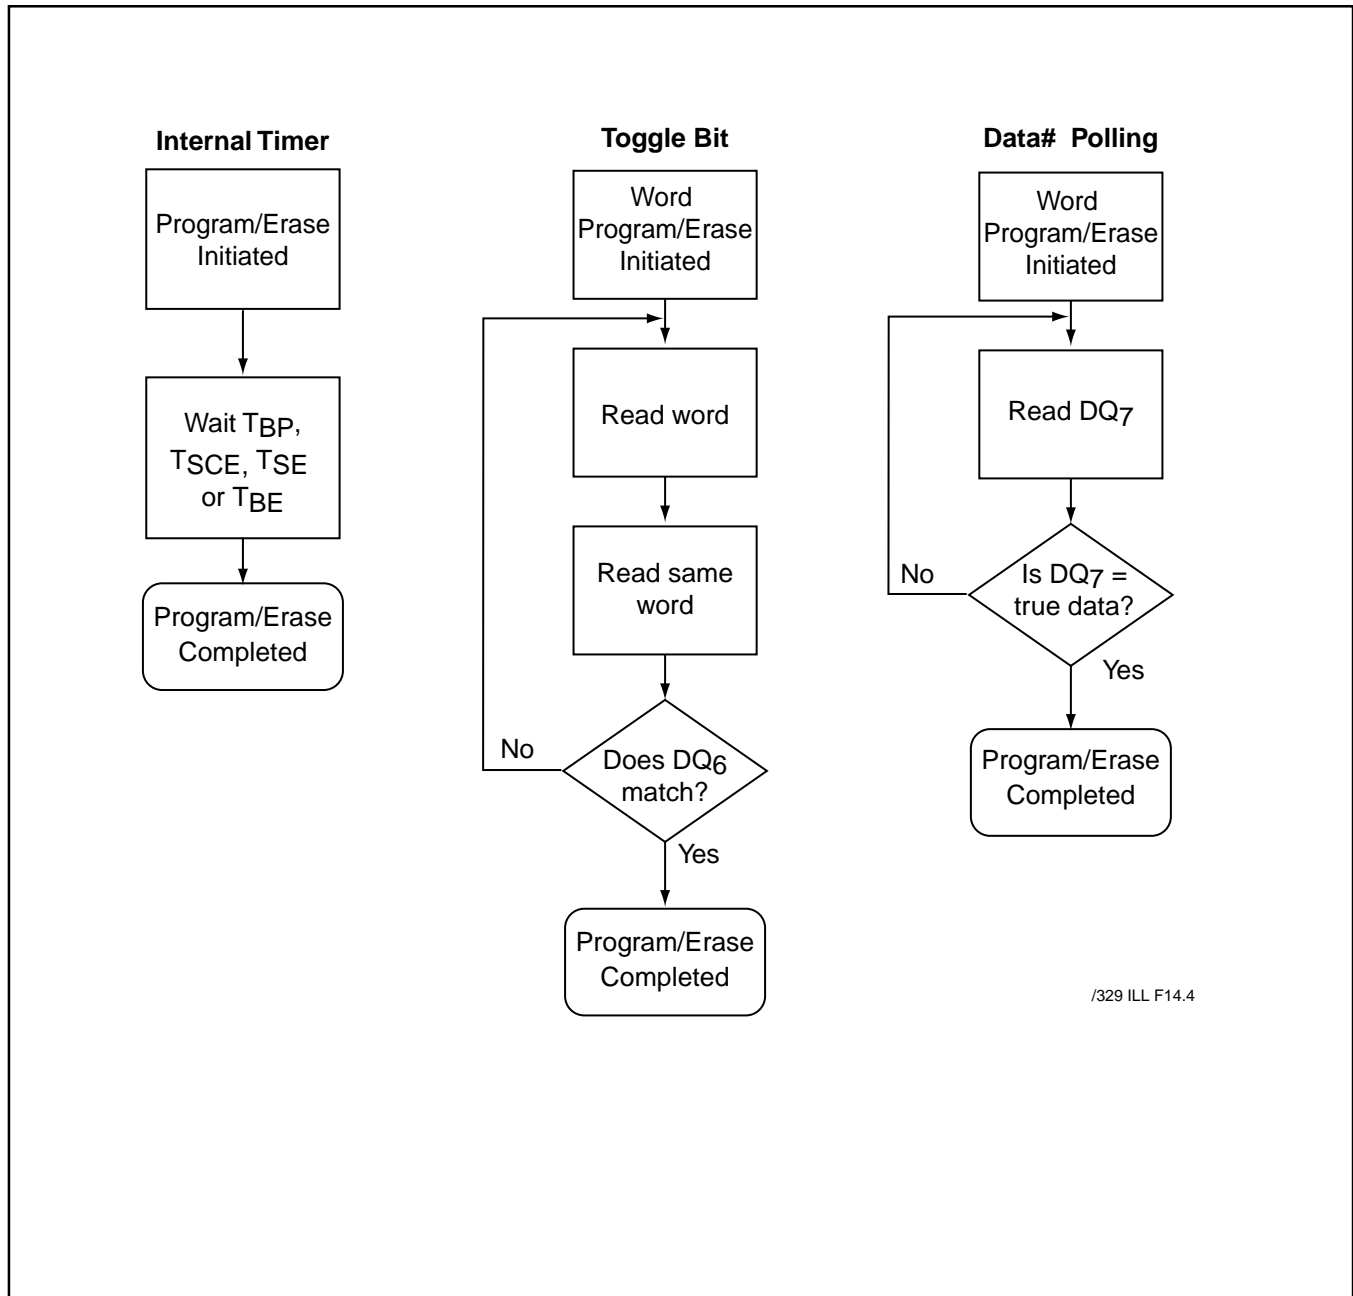 Internal Timer
Program/Erase
Initiated
Wait TBP,
TSCE, TSE
or TBE
Program/Erase
Completed
Toggle Bit
Word
Program/Erase
Initiated
Read word
Read same
word
Does DQ6
match?
No
Yes
Program/Erase
Completed
Data# Polling
Word
Program/Erase
Initiated
Read DQ7
Is DQ7 =
true data?
No
Yes
Program/Erase
Completed
/329 ILL F14.4